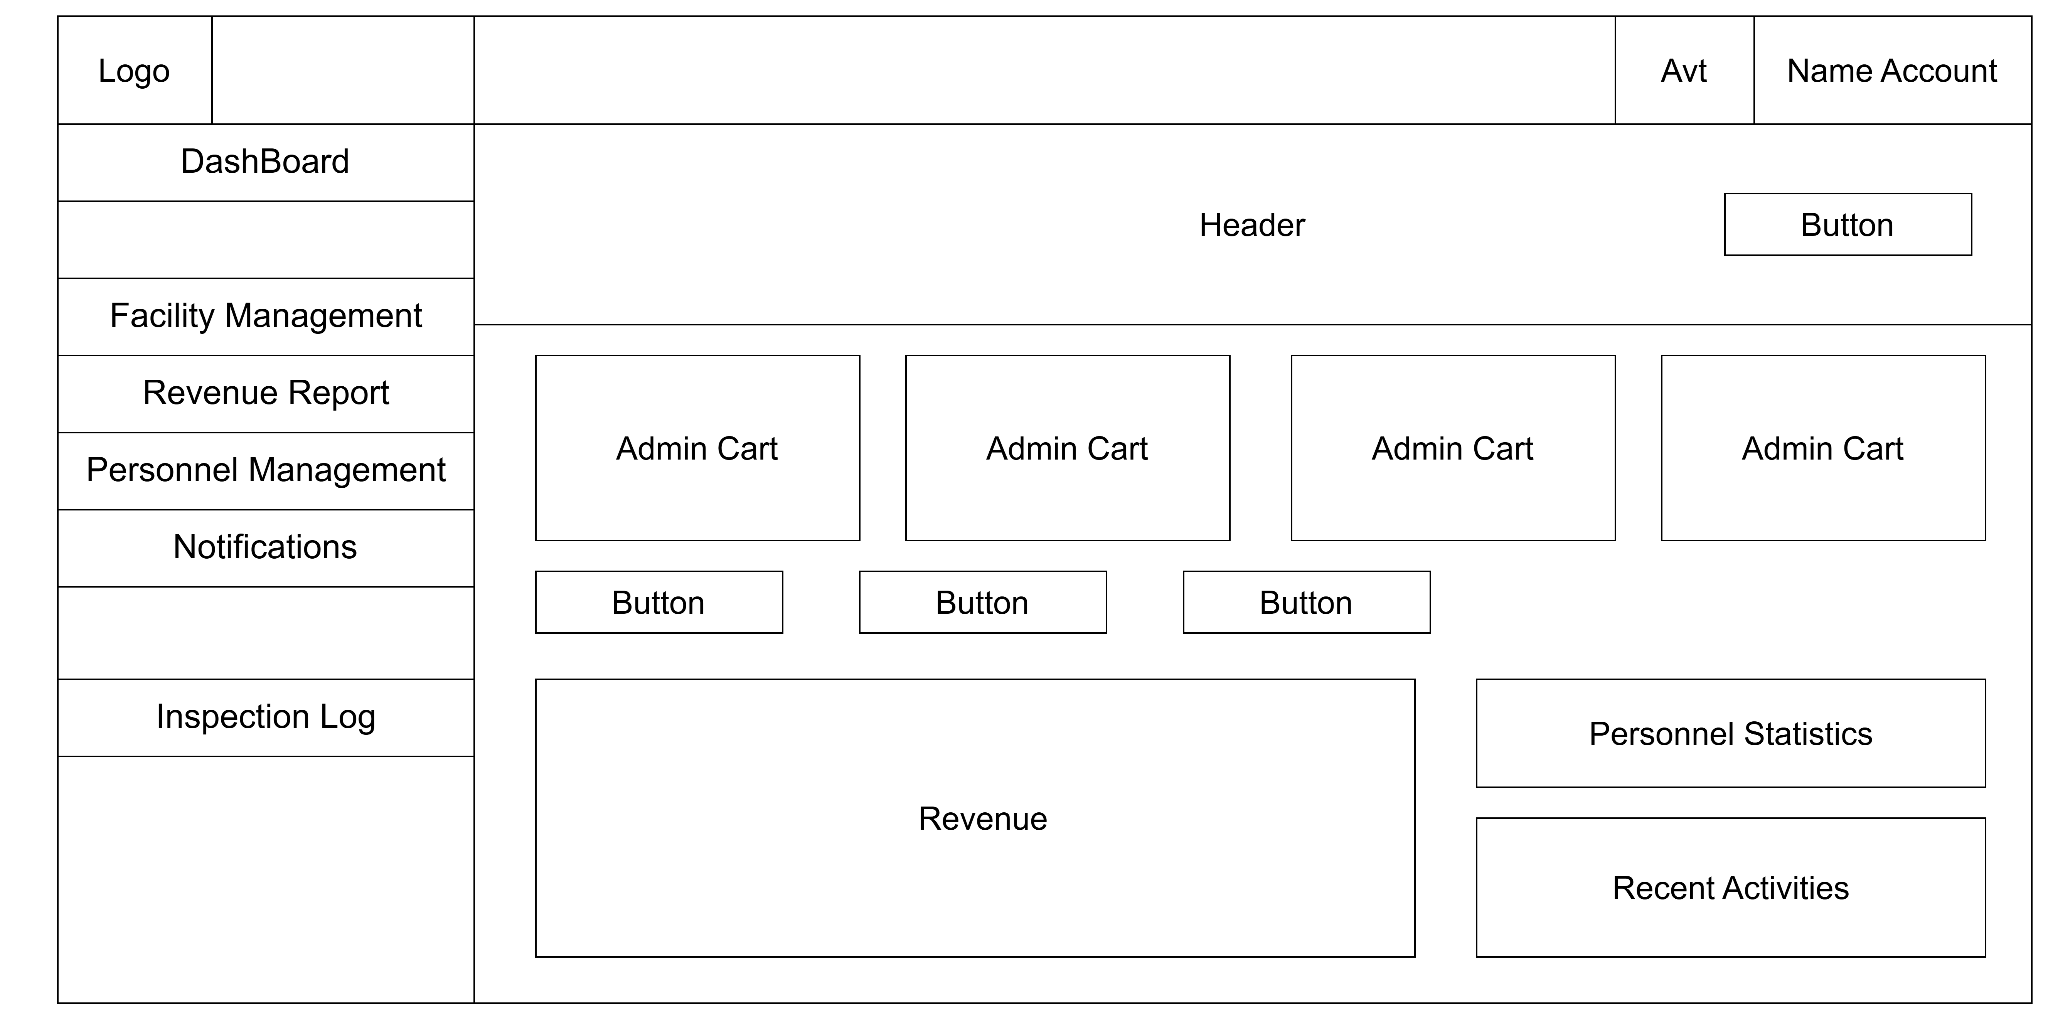 Logo
Avt
Name Account
DashBoard
Facility Management
Revenue Report
Personnel Management
Notifications
Inspection Log
Header
Button
Admin Cart
Admin Cart
Admin Cart
Admin Cart
Button
Button
Button
Revenue
Personnel Statistics
Recent Activities